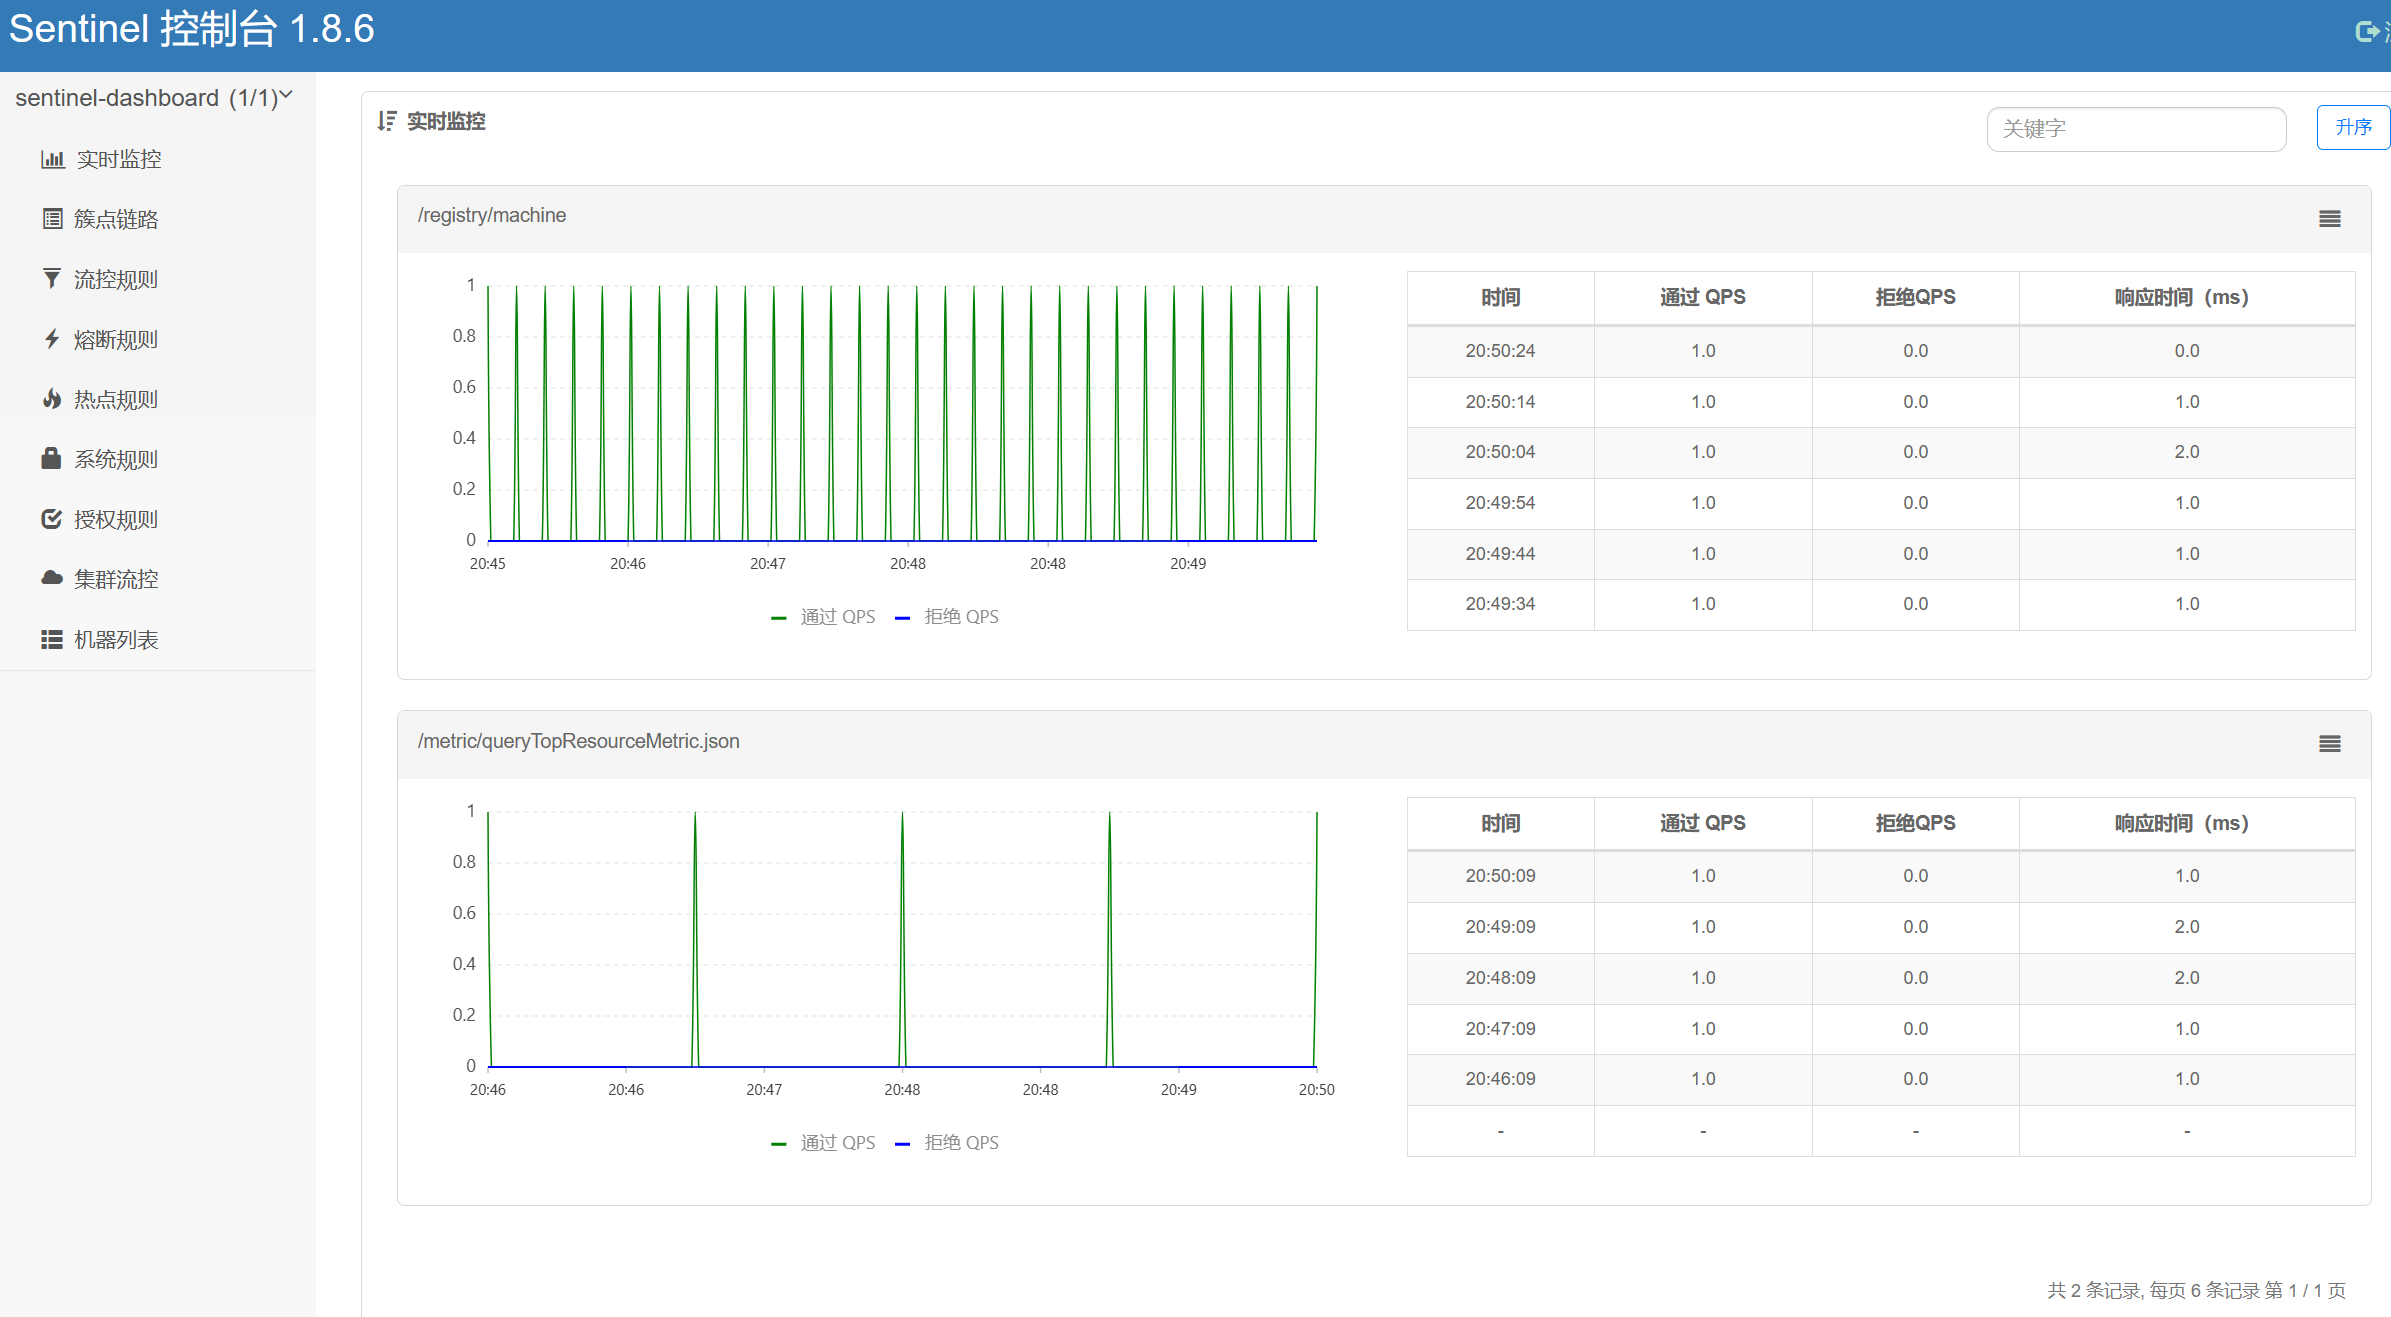 Sentinel 控制台 1.8.6
sentinel-dashboard (1/1)
实时监控
簇点链路
流控规则
熔断规则
热点规则
系统规则
授权规则
集群流控
机器列表
实时监控
关键字
升序
/registry/machine
1
0.8
0.6
0.4
0.2
0
20:45 20:46 20:47 20:48 20:48 20:49
通过 QPS 拒绝 QPS
时间 通过 QPS 拒绝QPS 响应时间（ms）
20:50:24 1.0 0.0 0.0
20:50:14 1.0 0.0 1.0
20:50:04 1.0 0.0 2.0
20:49:54 1.0 0.0 1.0
20:49:44 1.0 0.0 1.0
20:49:34 1.0 0.0 1.0
/metric/queryTopResourceMetric.json
1
0.8
0.6
0.4
0.2
0
20:46 20:46 20:47 20:48 20:48 20:49 20:50
通过 QPS 拒绝 QPS
时间 通过 QPS 拒绝QPS 响应时间（ms）
20:50:09 1.0 0.0 1.0
20:49:09 1.0 0.0 2.0
20:48:09 1.0 0.0 2.0
20:47:09 1.0 0.0 1.0
20:46:09 1.0 0.0 1.0
- - - -
共 2 条记录, 每页 6 条记录 第 1 / 1 页